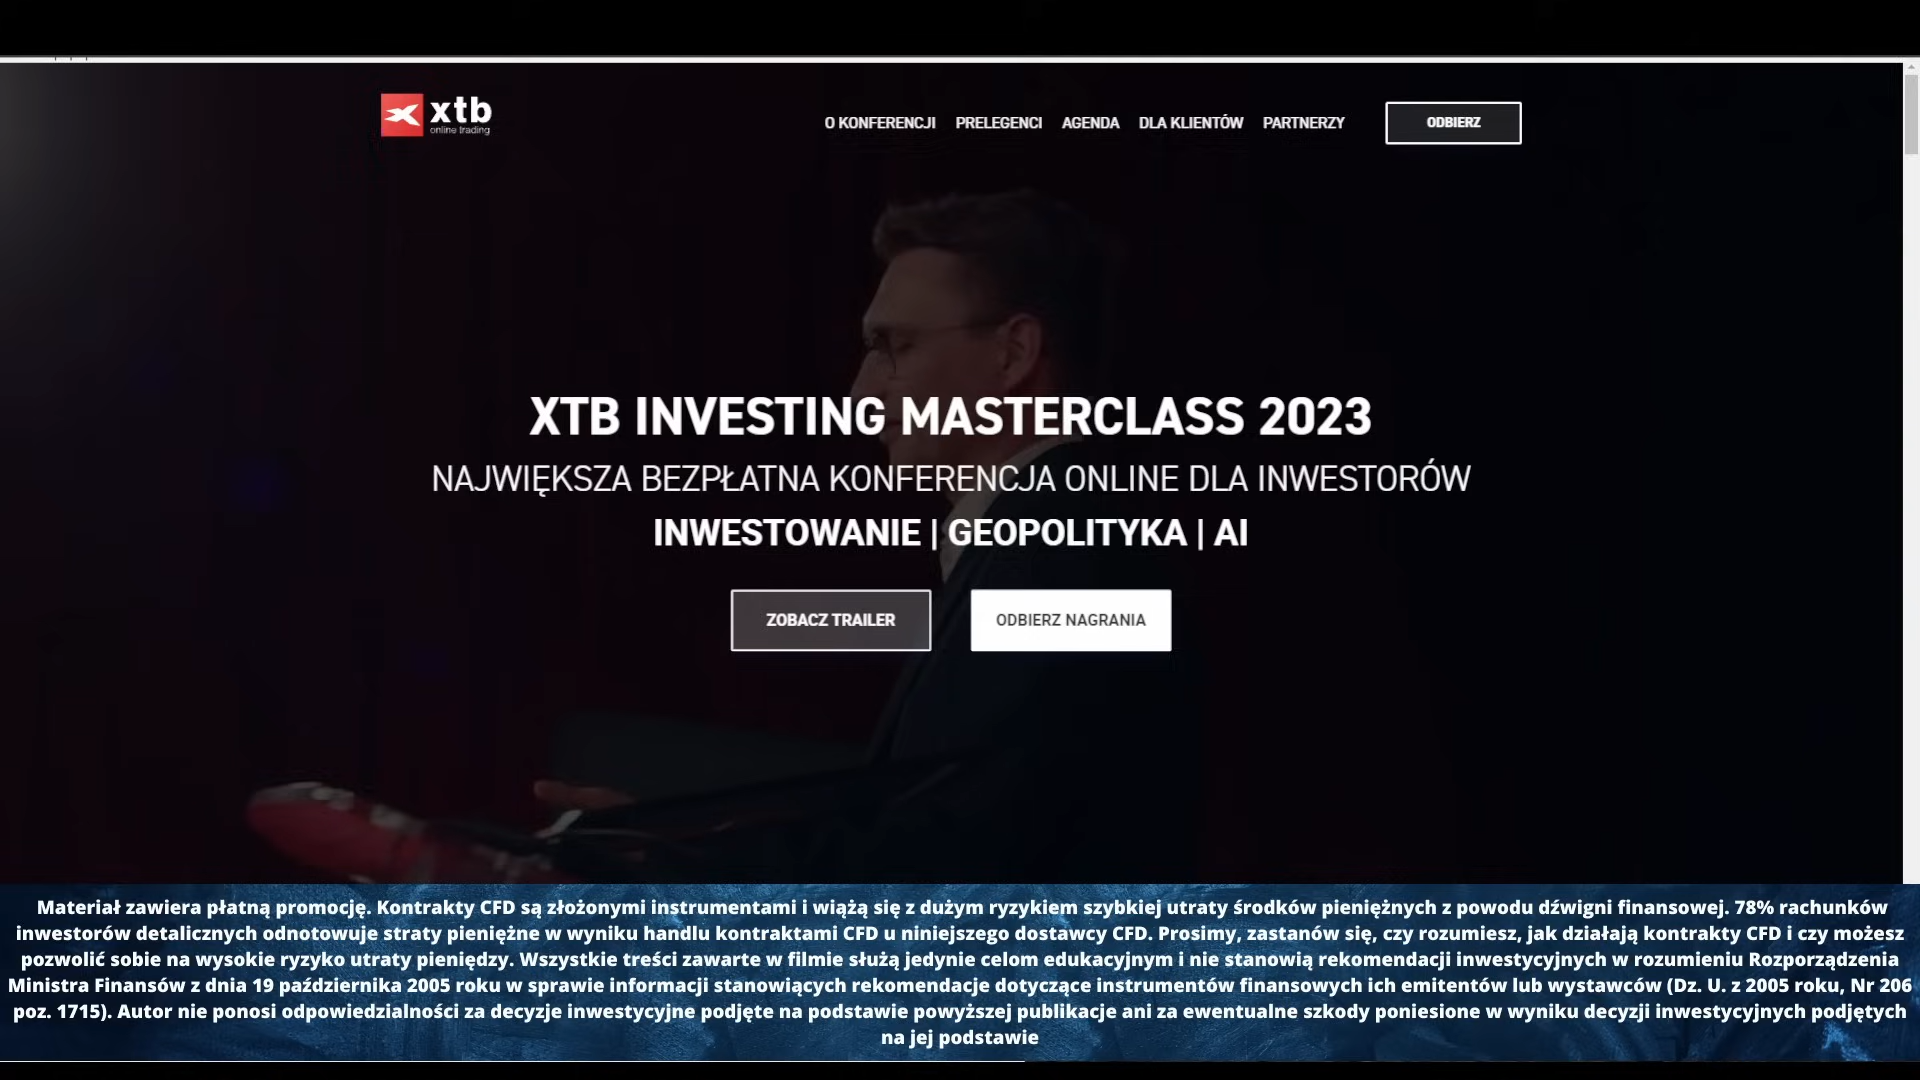 xtb
online trading
O KONFERENCJI PRELEGENCI AGENDA DLA KLIENTÓW PARTNERZY ODBIERZ
XTB INVESTING MASTERCLASS 2023
NAJWIĘKSZA BEZPŁATNA KONFERENCJA ONLINE DLA INWESTORÓW
INWESTOWANIE | GEOPOLITYKA | AI
ZOBACZ TRAILER ODBIERZ NAGRANIA
Materiał zawiera płatną promocję. Kontrakty CFD są złożonymi instrumentami i wiążą się z dużym ryzykiem szybkiej utraty środków pieniężnych z powodu dźwigni finansowej. 78% rachunków
inwestorów detalicznych odnotowuje straty pieniężne w wyniku handlu kontraktami CFD u niniejszego dostawcy CFD. Prosimy, zastanów się, czy rozumiesz, jak działają kontrakty CFD i czy możesz
pozwolić sobie na wysokie ryzyko utraty pieniędzy. Wszystkie treści zawarte w filmie służą jedynie celom edukacyjnym i nie stanowią rekomendacji inwestycyjnych w rozumieniu Rozporządzenia
Ministra Finansów z dnia 19 października 2005 roku w sprawie informacji stanowiących rekomendacje dotyczące instrumentów finansowych ich emitentów lub wystawców (Dz. U. z 2005 roku, Nr 206
poz. 1715). Autor nie ponosi odpowiedzialności za decyzje inwestycyjne podjęte na podstawie powyższej publikacje ani za ewentualne szkody poniesione w wyniku decyzji inwestycyjnych podjętych
na jej podstawie